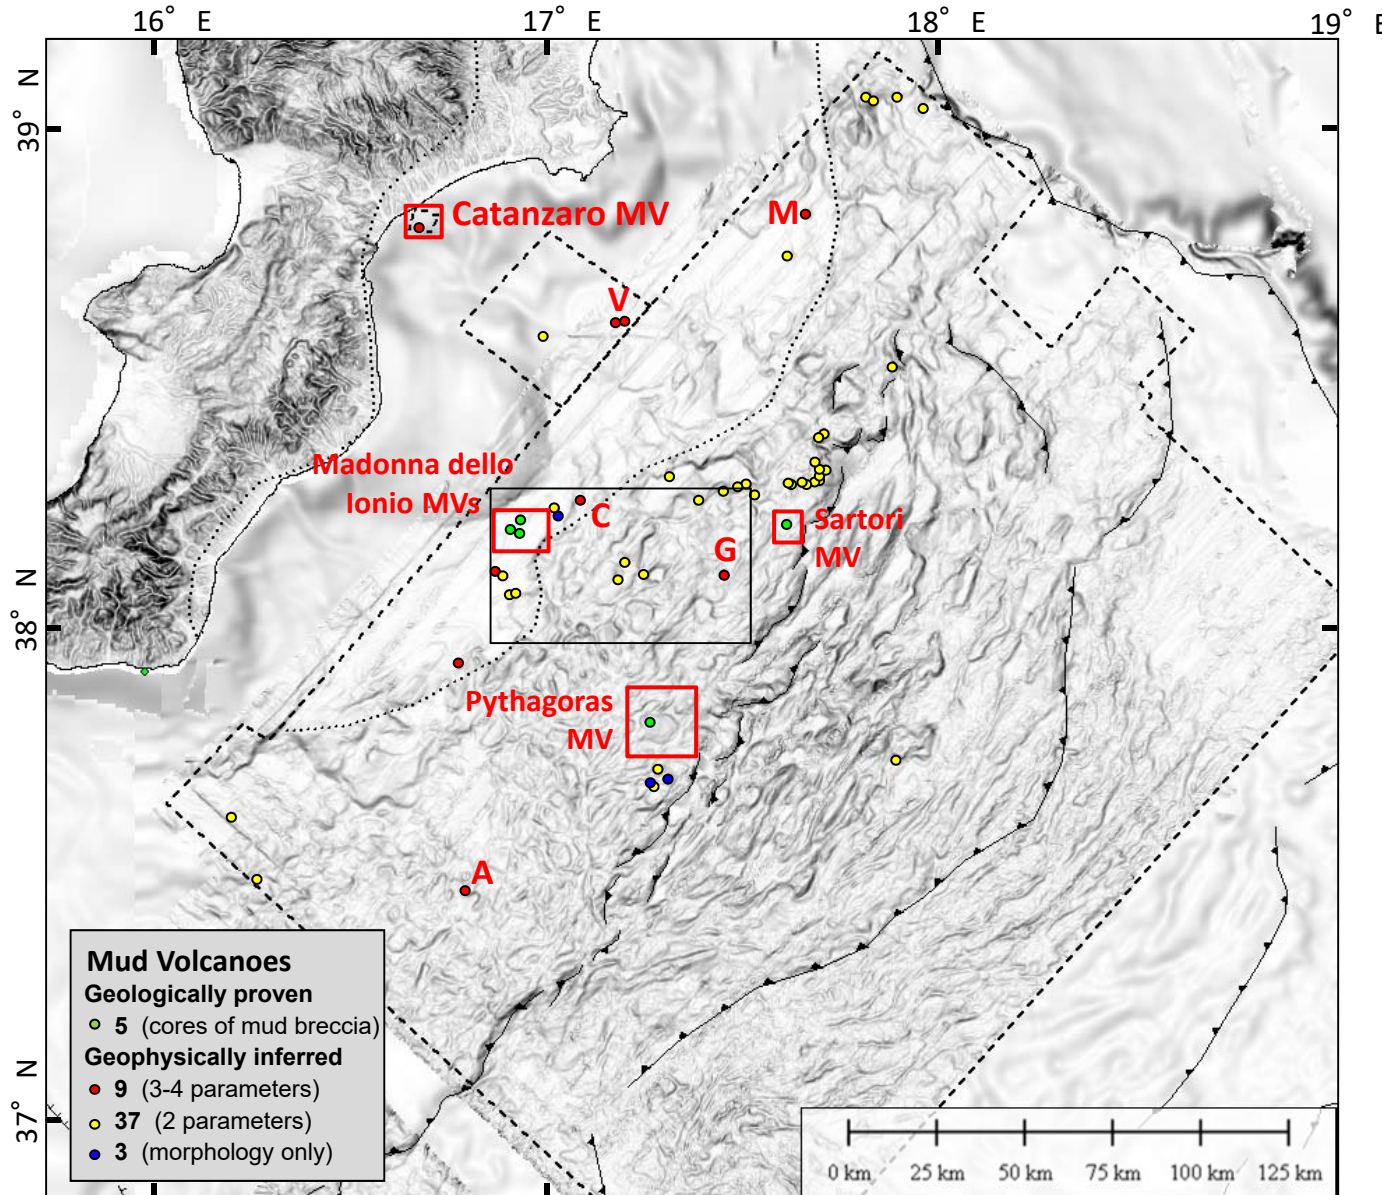 16° E 17° E 18° E 19° E
39° N
38° N
37° N
Catanzaro MV
M
V
Madonna dello
Ionio MVs
C
G
Sartori
MV
Pythagoras
MV
A
Mud Volcanoes
Geologically proven
5 (cores of mud breccia)
Geophysically inferred
9 (3-4 parameters)
37 (2 parameters)
3 (morphology only)
0 km 25 km 50 km 75 km 100 km 125 km